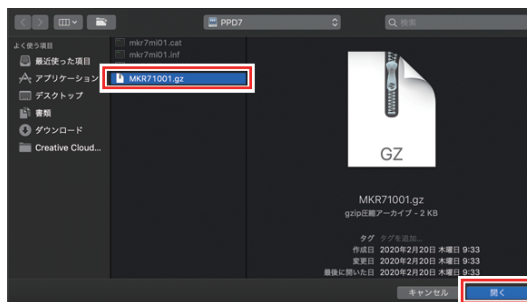 PPD7
検索
よく使う項目
最近使った項目
アプリケーション
デスクトップ
書類
ダウンロード
Creative Cloud...
mkr7mi01.cat
mkr7mi01.inf
MKR71001.gz
GZ
MKR71001.gz
gzip圧縮アーカイブ - 2 KB
タグ タグを追加...
作成日 2020年2月20日 木曜日 9:33
変更日 2020年2月20日 木曜日 9:33
最後に開いた日 2020年2月20日 木曜日 9:33
キャンセル
開く